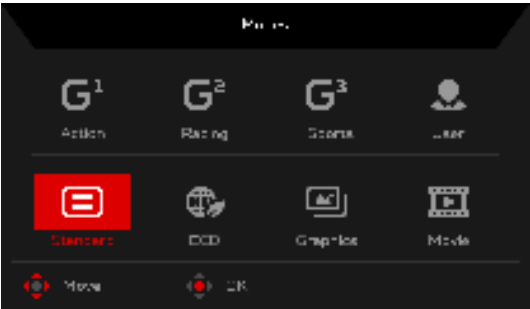 Modes
G¹ G² G³
Action Racing Sports User
Standard ECO Graphics Movie
Move OK